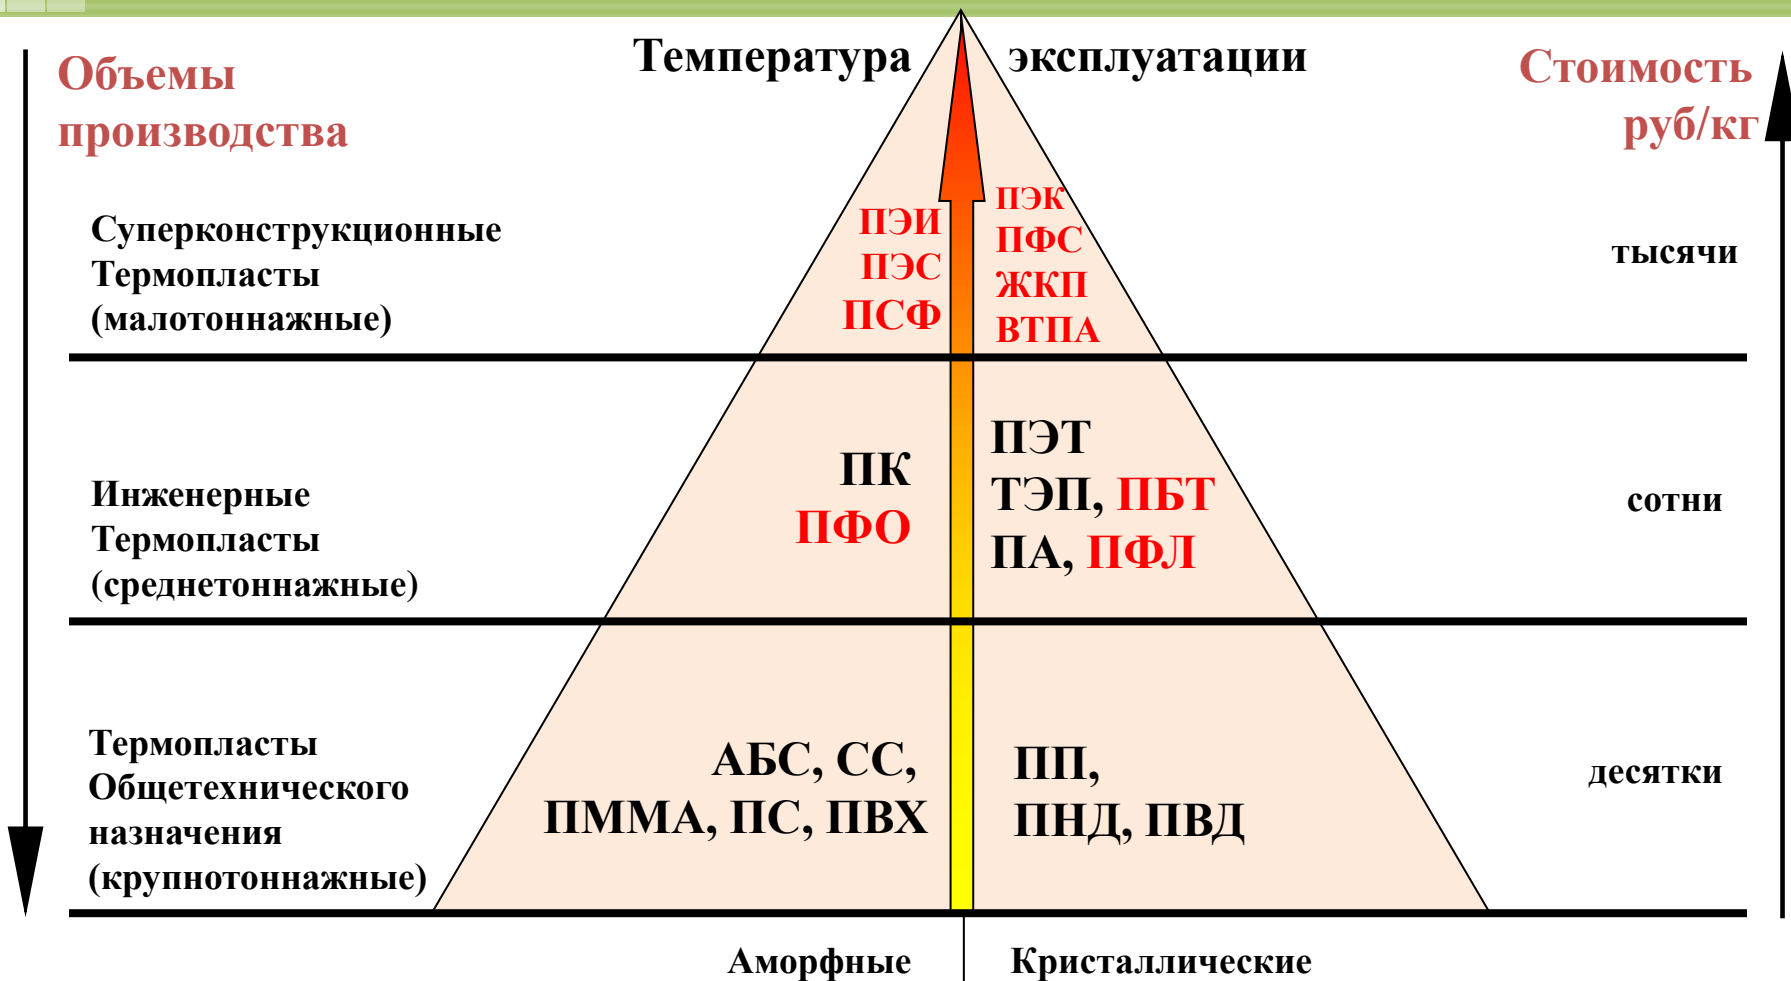 Температура эксплуатации
Объемы
производства
Стоимость
руб/кг
Суперконструкционные
Термопласты
(малотоннажные)
ПЭИ
ПЭС
ПСФ
ПЭК
ПФС
ЖКП
ВТПА
тысячи
Инженерные
Термопласты
(среднетоннажные)
ПК
ПФО
ПЭТ
ТЭП, ПБТ
ПА, ПФЛ
сотни
Термопласты
Общетехнического
назначения
(крупнотоннажные)
АБС, СС,
ПММА, ПС, ПВХ
ПП,
ПНД, ПВД
десятки
Аморфные
Кристаллические